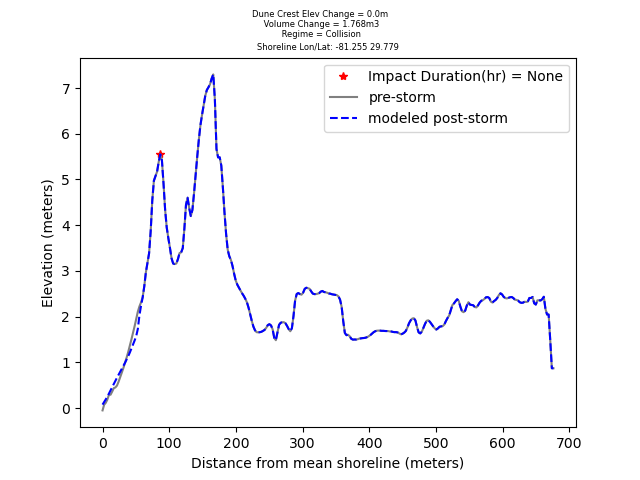 Dune Crest Elev Change = 0.0m
Volume Change = 1.768m3
Regime = Collision
Shoreline Lon/Lat: -81.255 29.779
Impact Duration(hr) = None
pre-storm
modeled post-storm
Elevation (meters)
7
6
5
4
3
2
1
0
0 100 200 300 400 500 600 700
Distance from mean shoreline (meters)